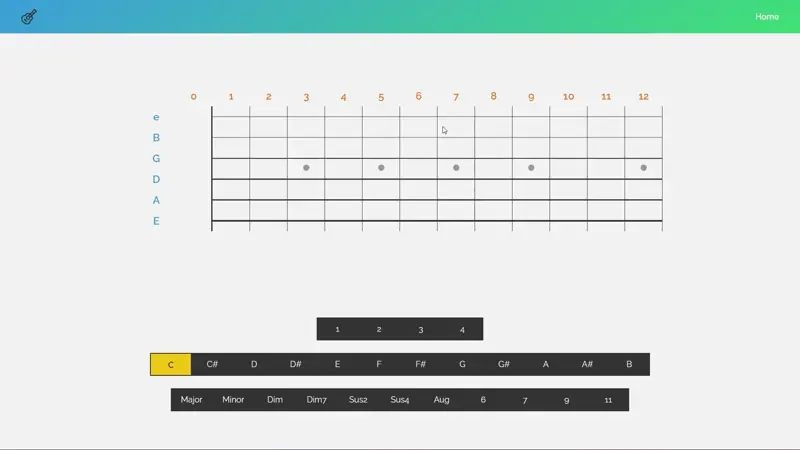 Home
0 1 2 3 4 5 6 7 8 9 10 11 12
e
B
G
D
A
E
1 2 3 4
C C# D D# E F F# G G# A A# B
Major Minor Dim Dim7 Sus2 Sus4 Aug 6 7 9 11